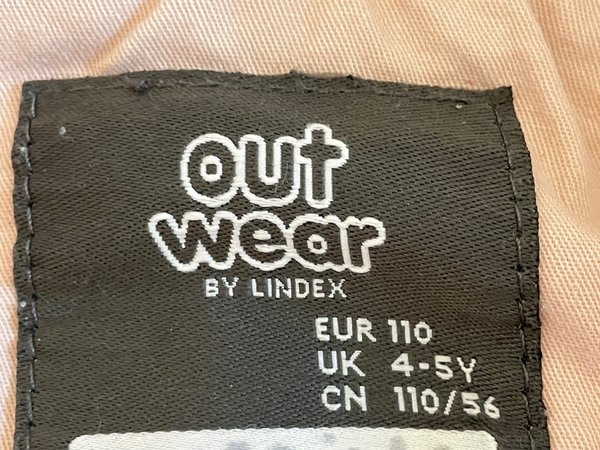 out
wear
BY LINDEX
EUR 110
UK 4-5Y
CN 110/56